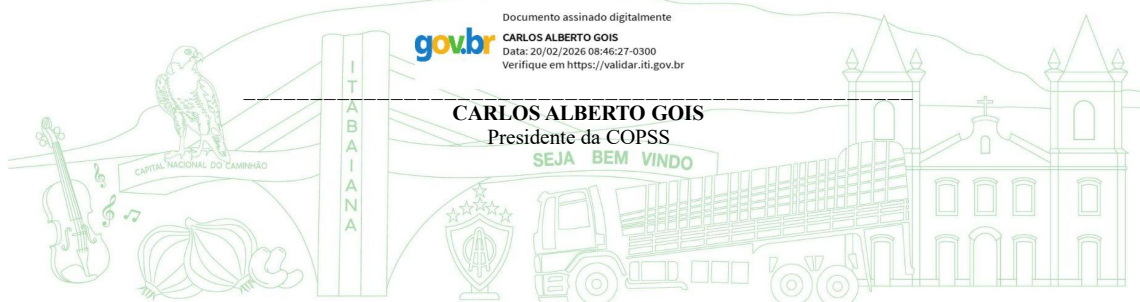 Documento assinado digitalmente
gov.br
CARLOS ALBERTO GOIS
Data: 20/02/2026 08:46:27-0300
Verifique em https://validar.iti.gov.br
CARLOS ALBERTO GOIS
Presidente da COPSS
ITABAIANA
CAPITAL NACIONAL DO CAMINHÃO
SEJA BEM VINDO